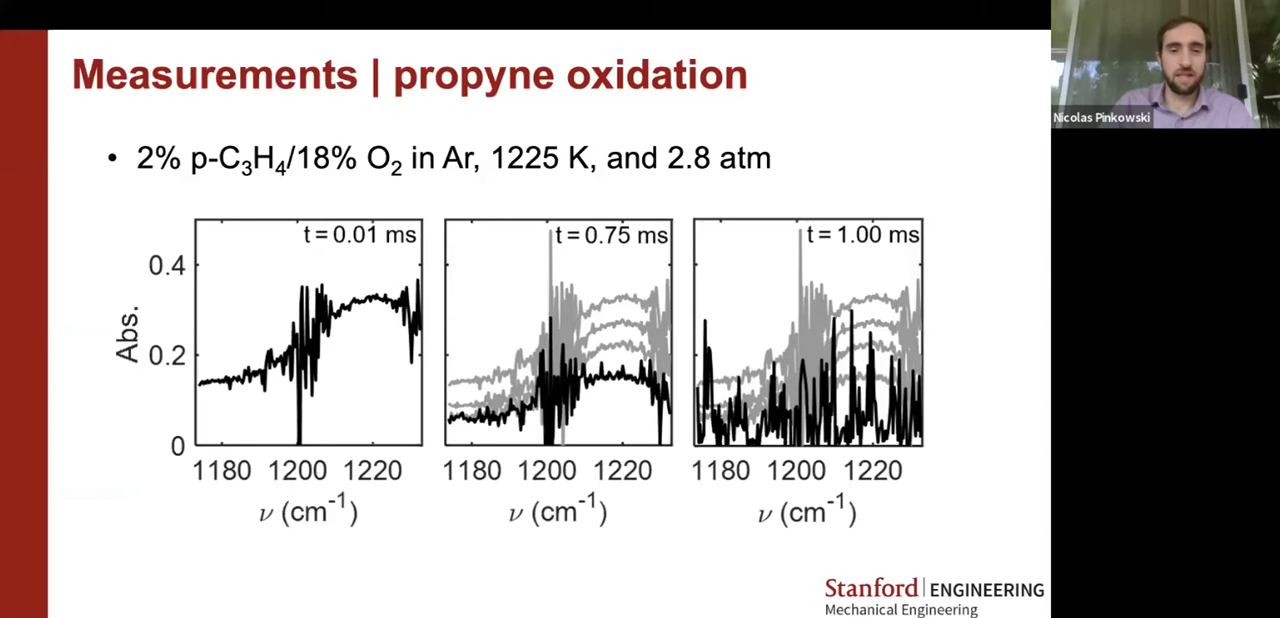 Measurements | propyne oxidation
Nicolas Pinkowski
• 2% p-C₃H₄/18% O₂ in Ar, 1225 K, and 2.8 atm
t = 0.01 ms
t = 0.75 ms
t = 1.00 ms
0.4
0.2
0
Abs.
1180 1200 1220
1180 1200 1220
1180 1200 1220
ν (cm⁻¹)
ν (cm⁻¹)
ν (cm⁻¹)
Stanford | ENGINEERING
Mechanical Engineering